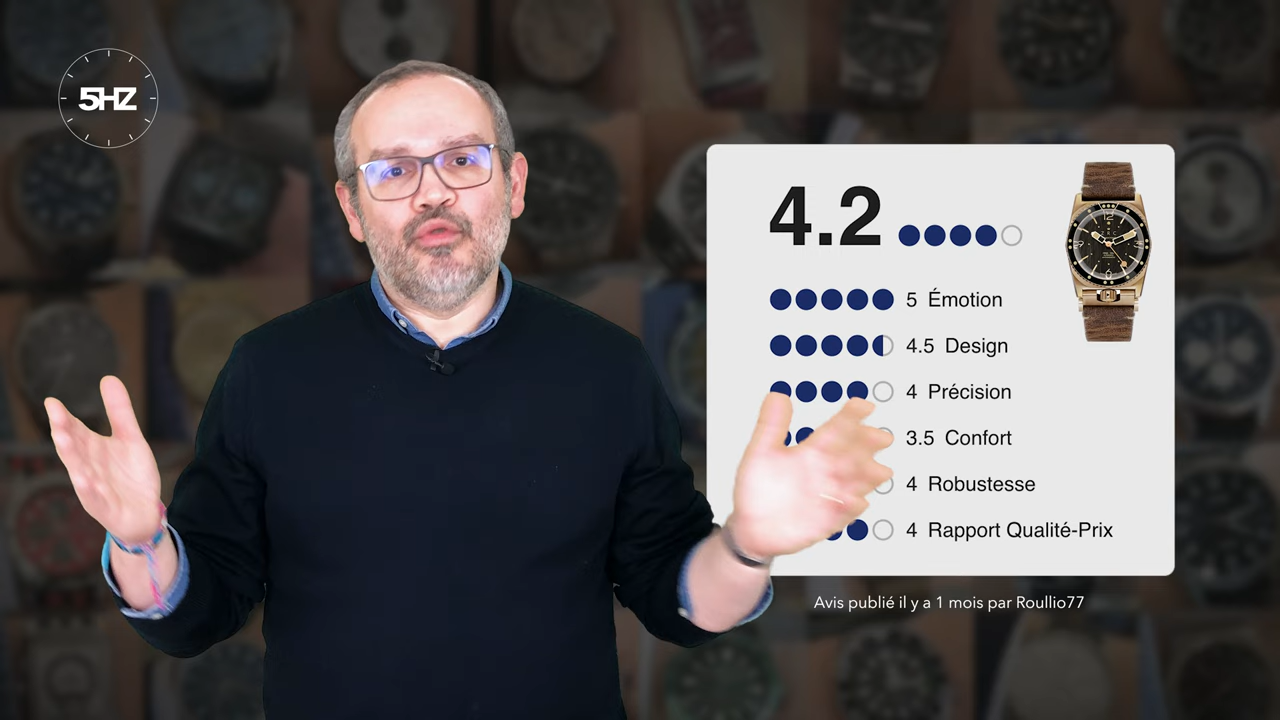 5HZ
4.2
5 Émotion
4.5 Design
4 Précision
3.5 Confort
4 Robustesse
4 Rapport Qualité-Prix
Avis publié il y a 1 mois par Roullio77